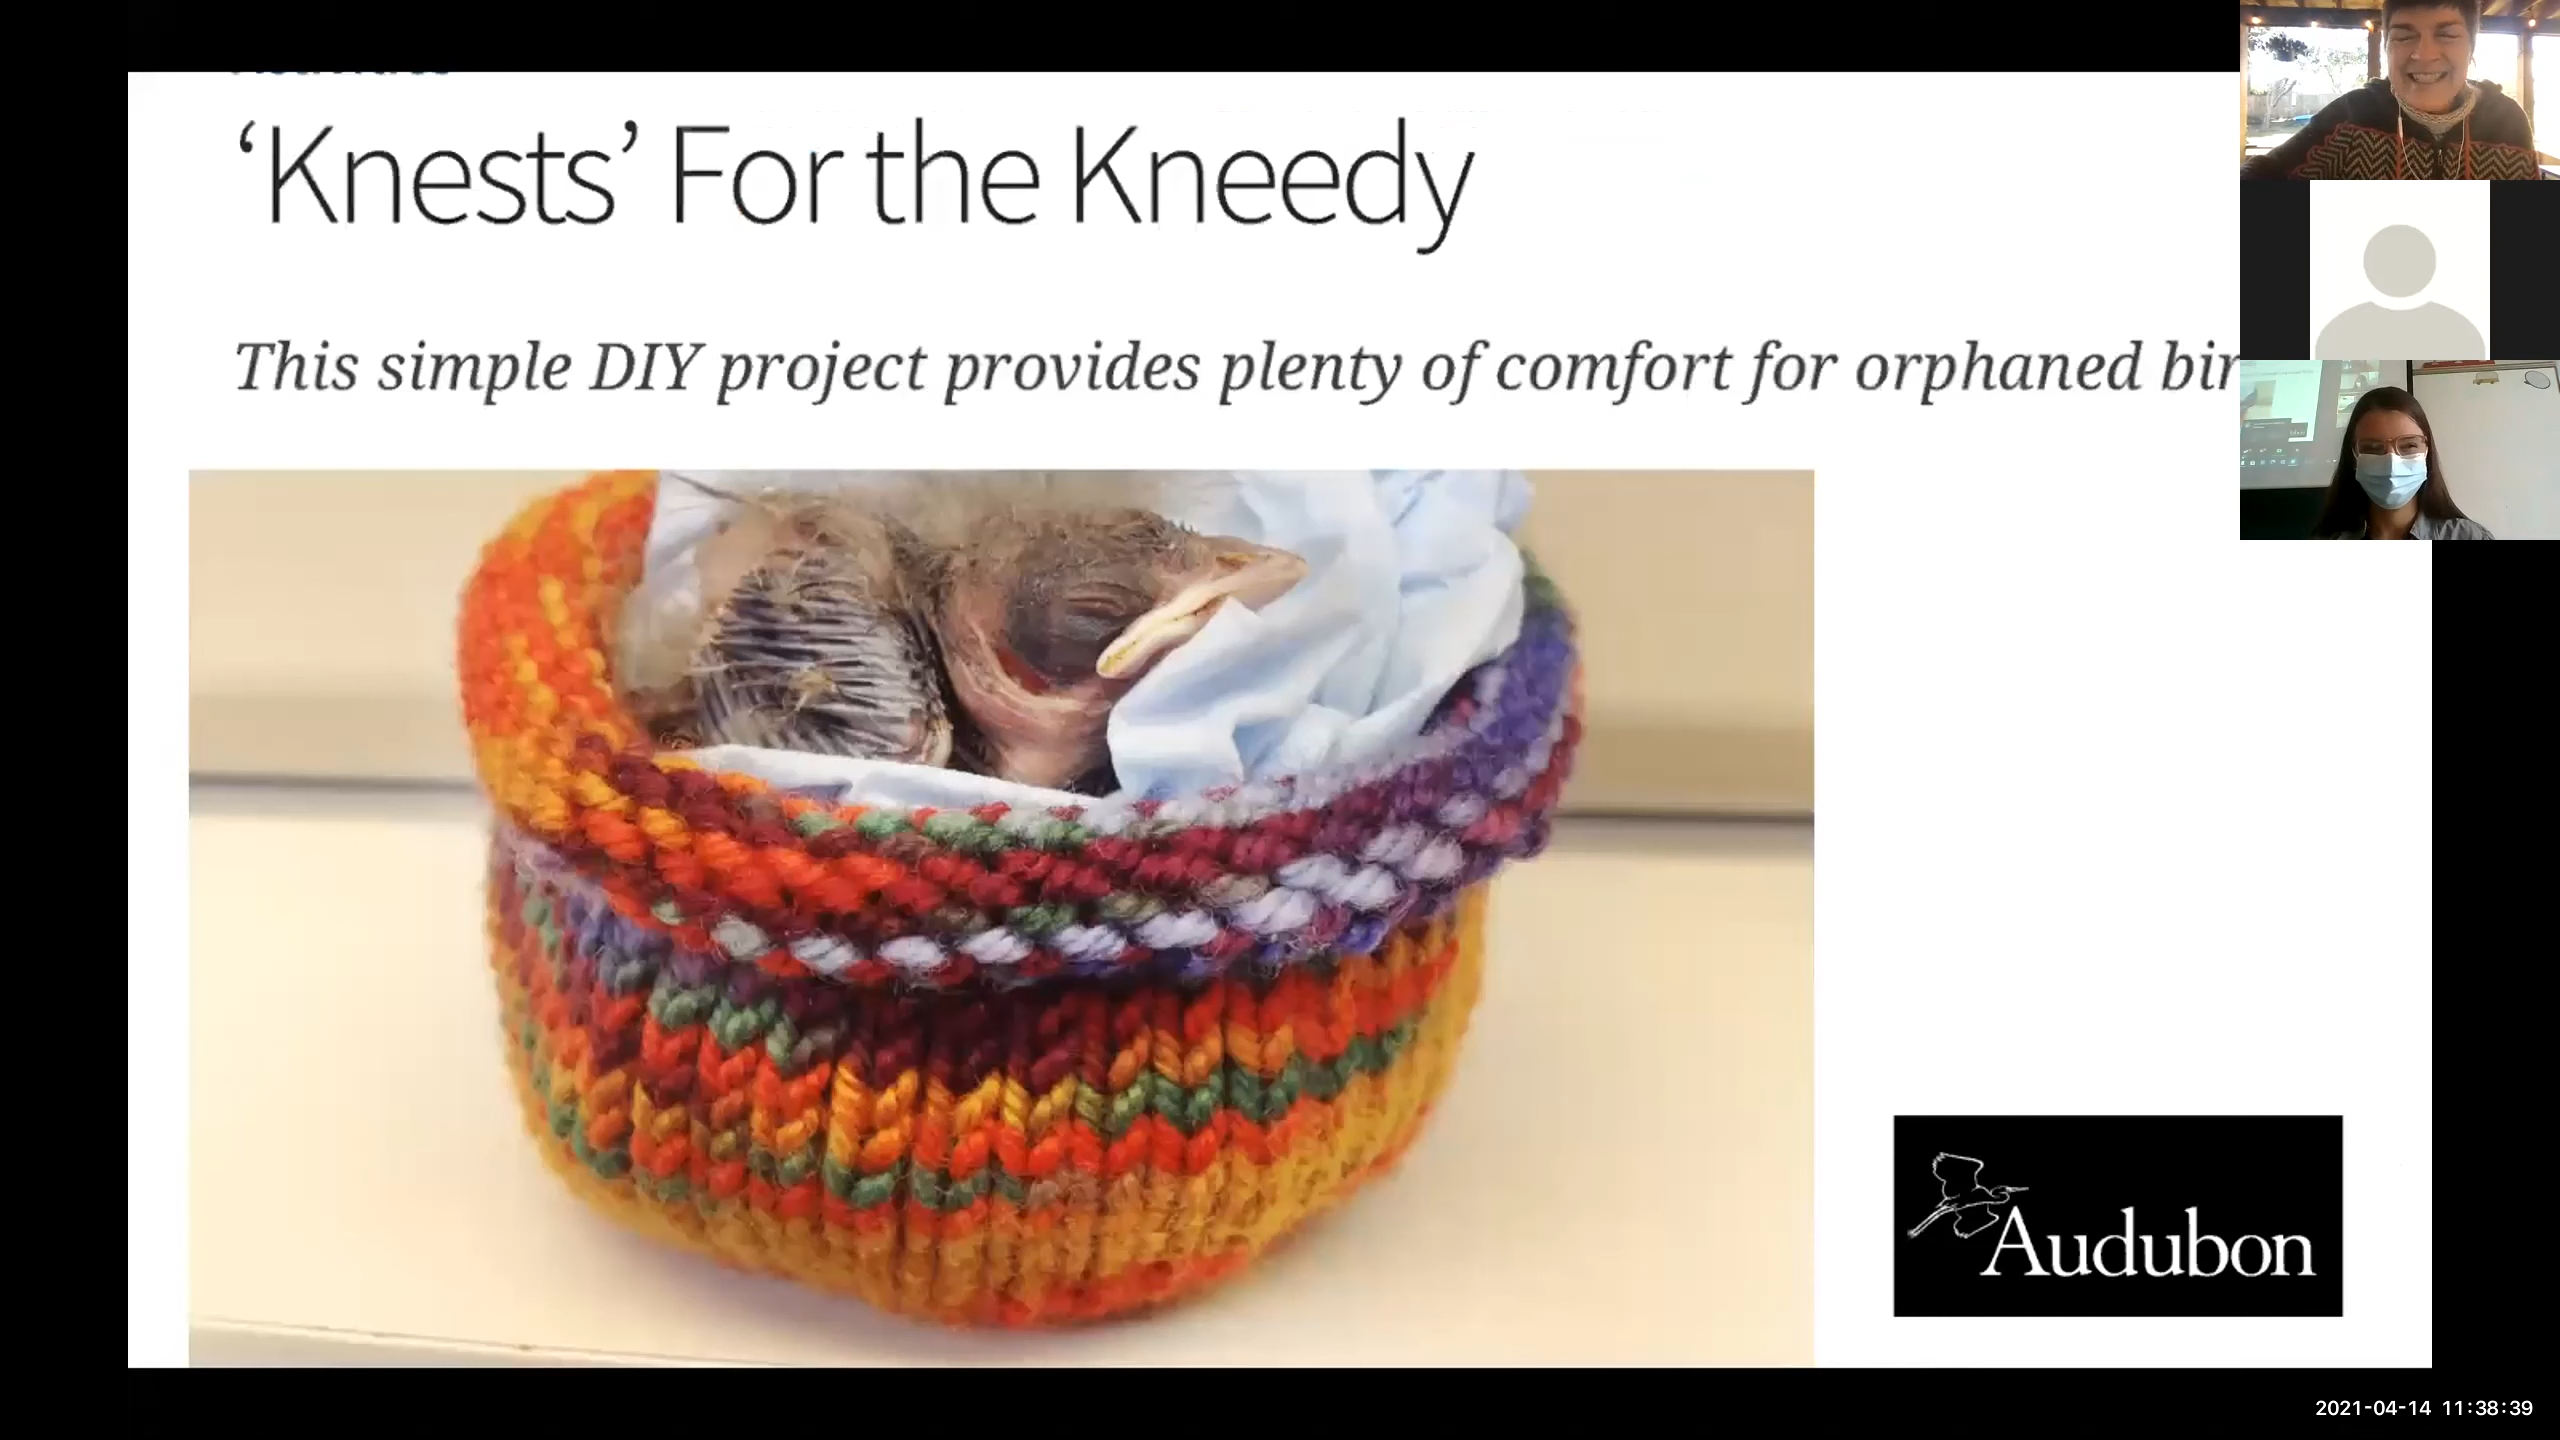 ‘Knests’ For the Kneedy
This simple DIY project provides plenty of comfort for orphaned
Audubon
2021-04-14 11:38:39